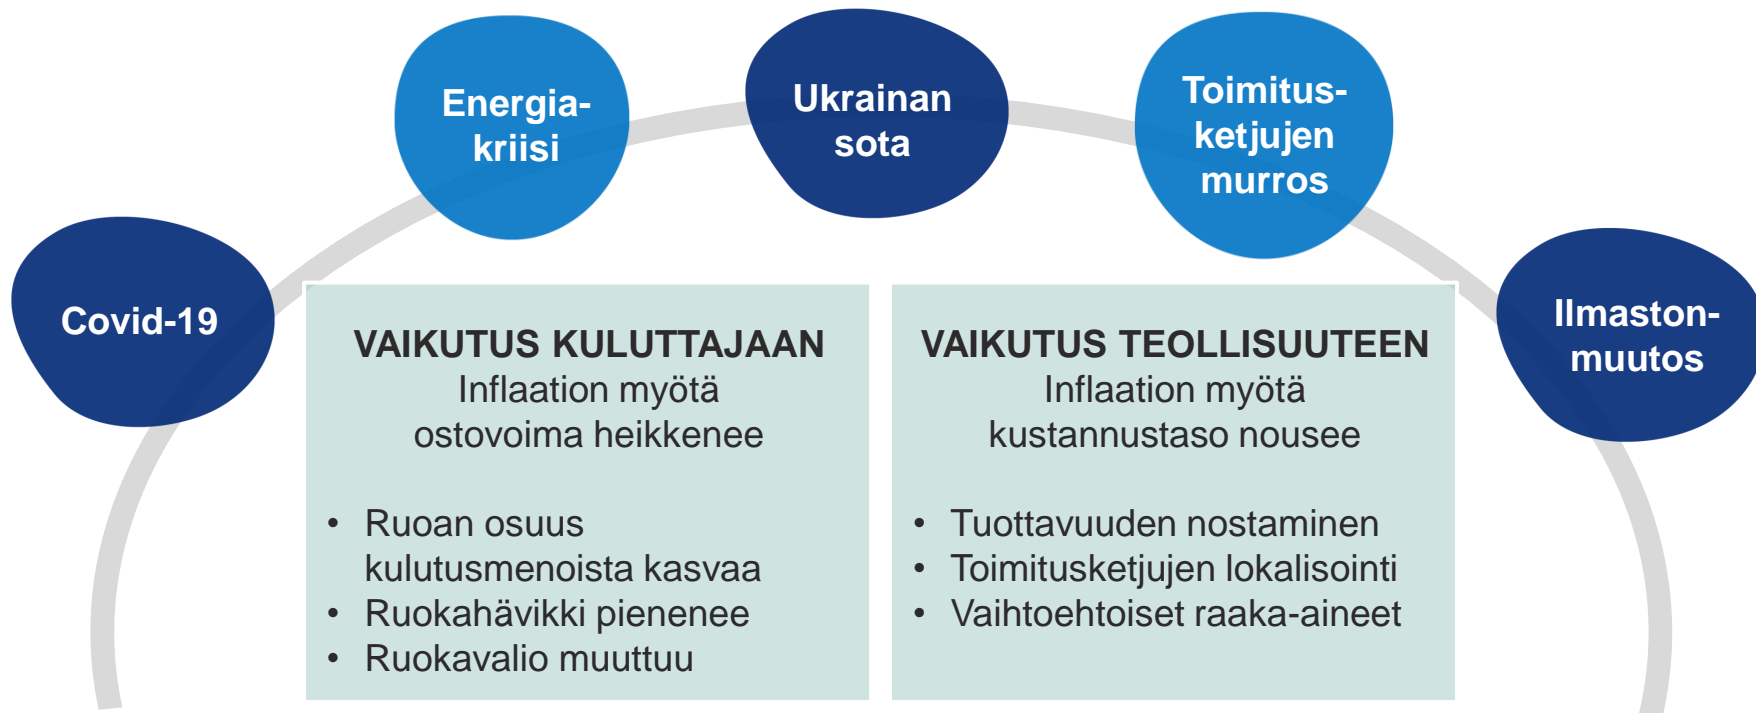 Covid-19
Energia-
kriisi
Ukrainan
sota
Toimitus-
ketjujen
murros
Ilmaston-
muutos
VAIKUTUS KULUTTAJAAN
Inflaation myötä
ostovoima heikkenee
• Ruoan osuus
kulutusmenoista kasvaa
• Ruokahävikki pienenee
• Ruokavalio muuttuu
VAIKUTUS TEOLLISUUTEEN
Inflaation myötä
kustannustaso nousee
• Tuottavuuden nostaminen
• Toimitusketjujen lokalisointi
• Vaihtoehtoiset raaka-aineet